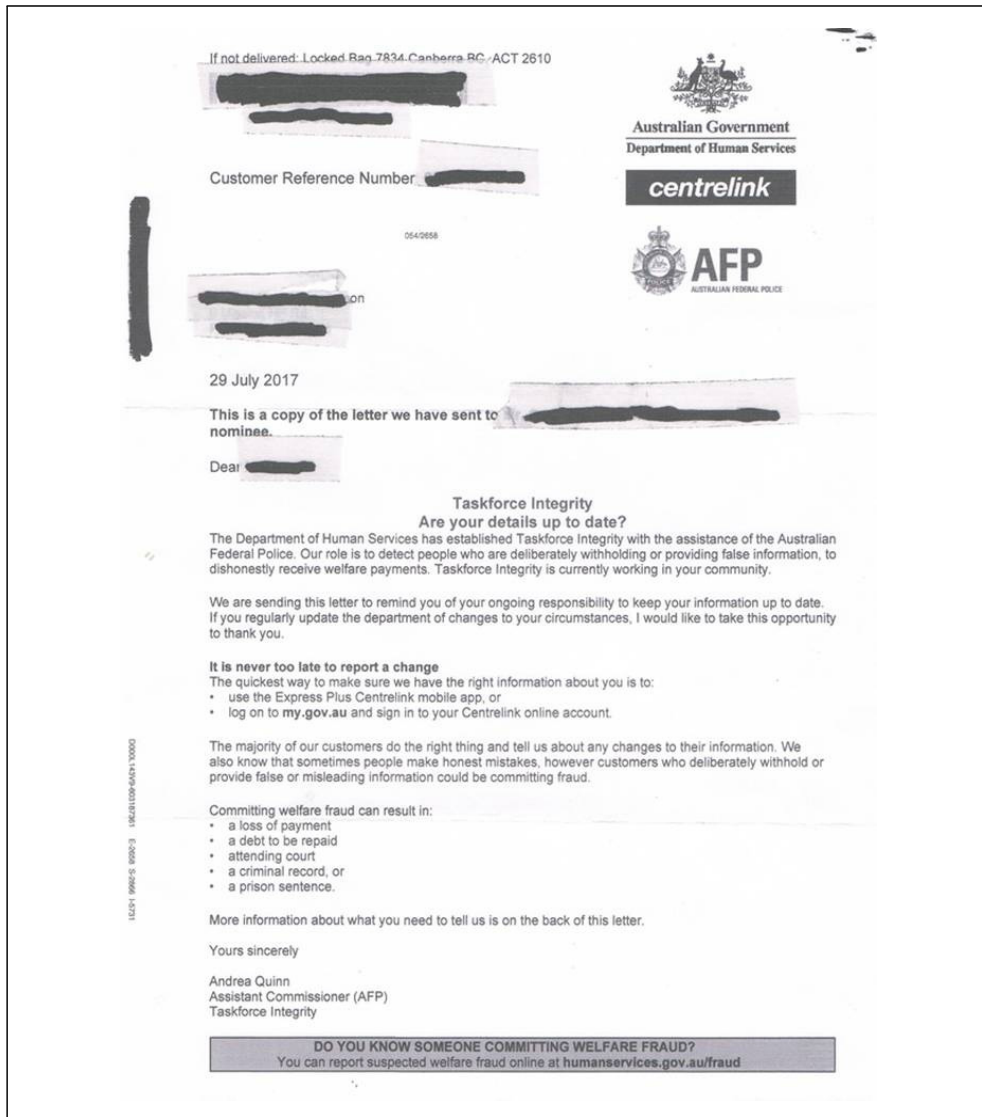 If not delivered: Locked Bag 7834 Canberra BC ACT 2610
Australian Government
Department of Human Services
Customer Reference Number
centrelink
054/2658
AFP
AUSTRALIAN FEDERAL POLICE
on
29 July 2017
This is a copy of the letter we have sent to
nominee.
Dear
Taskforce Integrity
Are your details up to date?
The Department of Human Services has established Taskforce Integrity with the assistance of the Australian
Federal Police. Our role is to detect people who are deliberately withholding or providing false information, to
dishonestly receive welfare payments. Taskforce Integrity is currently working in your community.
We are sending this letter to remind you of your ongoing responsibility to keep your information up to date.
If you regularly update the department of changes to your circumstances, I would like to take this opportunity
to thank you.
It is never too late to report a change
The quickest way to make sure we have the right information about you is to:
• use the Express Plus Centrelink mobile app, or
• log on to my.gov.au and sign in to your Centrelink online account.
The majority of our customers do the right thing and tell us about any changes to their information. We
also know that sometimes people make honest mistakes, however customers who deliberately withhold or
provide false or misleading information could be committing fraud.
Committing welfare fraud can result in:
• a loss of payment
• a debt to be repaid
• attending court
• a criminal record, or
• a prison sentence.
More information about what you need to tell us is on the back of this letter.
Yours sincerely
Andrea Quinn
Assistant Commissioner (AFP)
Taskforce Integrity
DO YOU KNOW SOMEONE COMMITTING WELFARE FRAUD?
You can report suspected welfare fraud online at humanservices.gov.au/fraud
E-2658 S-2866 I-5731